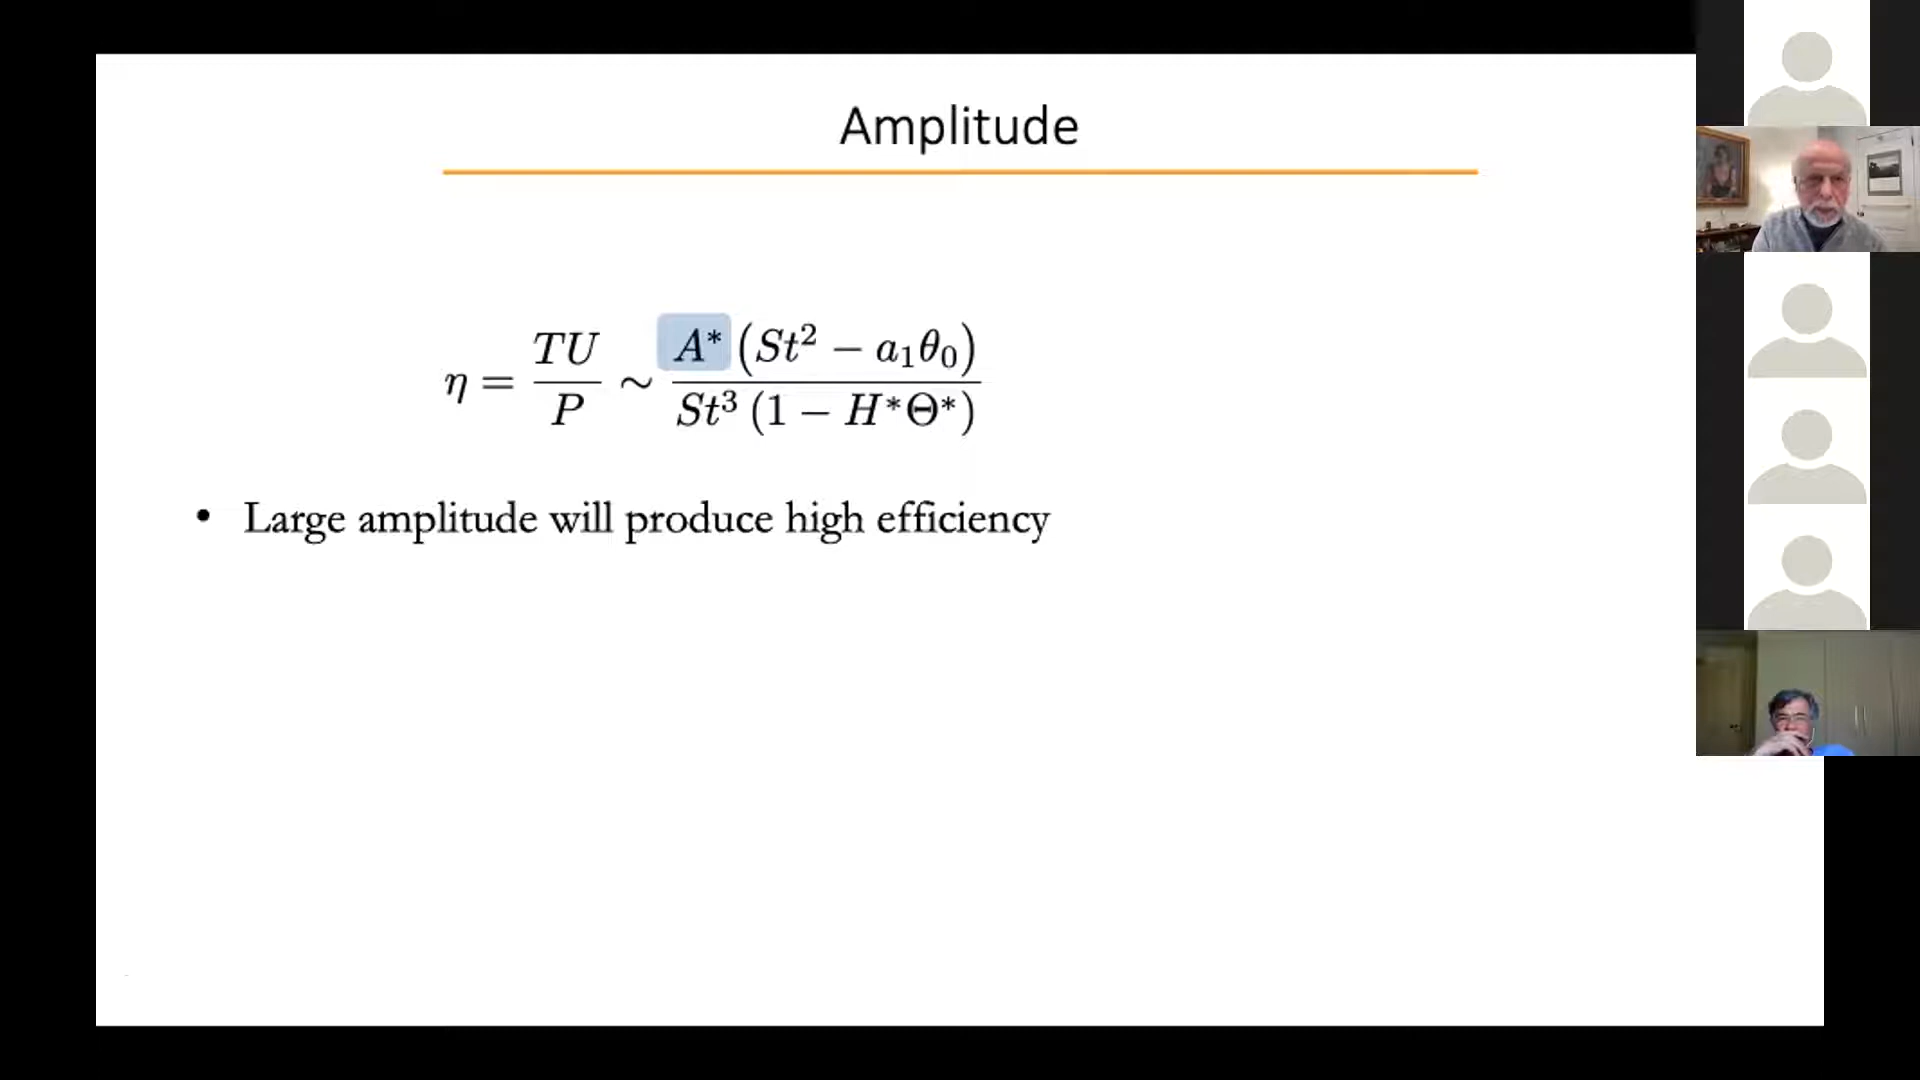 Amplitude
η = TU/P ~ A* (St² − a₁θ₀) / St³ (1 − H*Θ*)
• Large amplitude will produce high efficiency